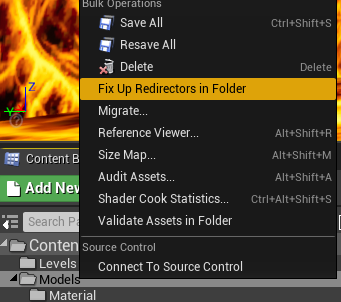 Bulk Operations
Save All Ctrl+Shift+S
Resave All
Delete Delete
Fix Up Redirectors in Folder
Migrate...
Reference Viewer... Alt+Shift+R
Size Map... Alt+Shift+M
Audit Assets... Alt+Shift+A
Shader Cook Statistics... Ctrl+Alt+Shift+S
Validate Assets in Folder
Source Control
Connect To Source Control
Z
Y
Content B
Add New
Search Pa
Conten
Levels
Models
Material